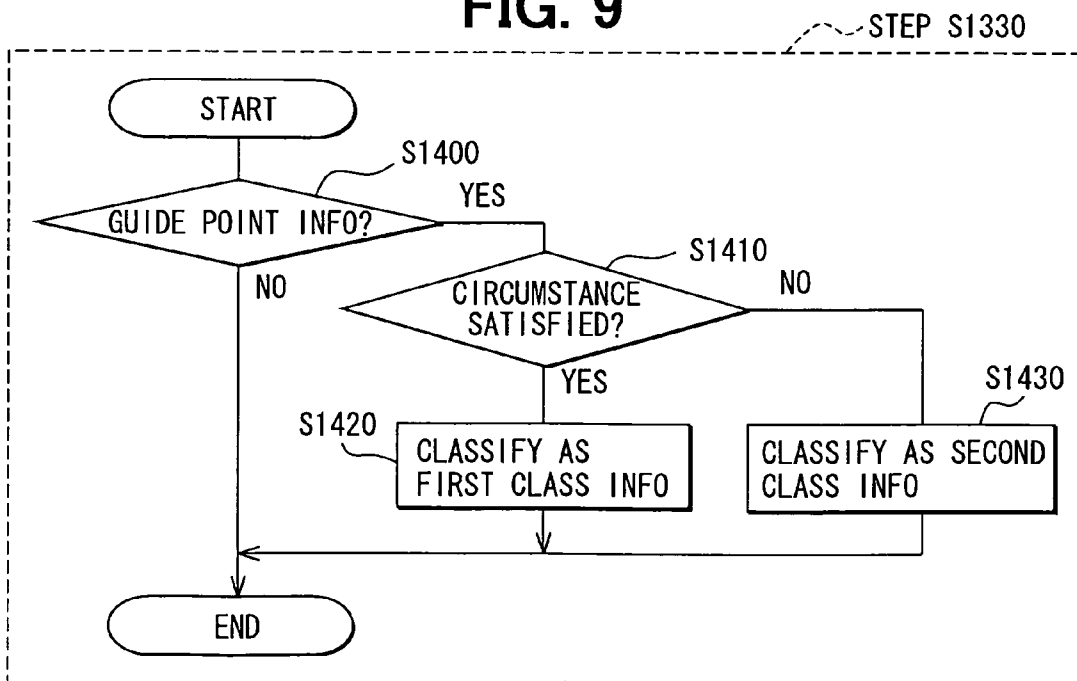 FIG. 9
STEP S1330
START
S1400
GUIDE POINT INFO?
YES
NO
S1410
CIRCUMSTANCE
SATISFIED?
NO
YES
S1420
CLASSIFY AS
FIRST CLASS INFO
S1430
CLASSIFY AS SECOND
CLASS INFO
END